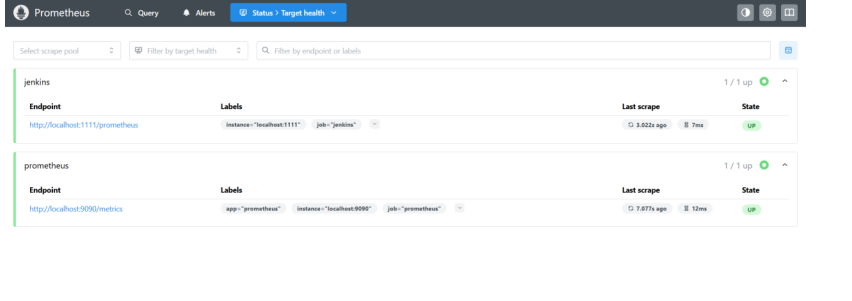 Prometheus Query Alerts Status > Target health
Select scrape pool Filter by target health Filter by endpoint or labels
jenkins 1 / 1 up
Endpoint Labels Last scrape State
http://localhost:1111/prometheus instance="localhost:1111" job="jenkins" 3.022s ago 7ms UP
prometheus 1 / 1 up
Endpoint Labels Last scrape State
http://localhost:9090/metrics app="prometheus" instance="localhost:9090" job="prometheus" 7.077s ago 12ms UP